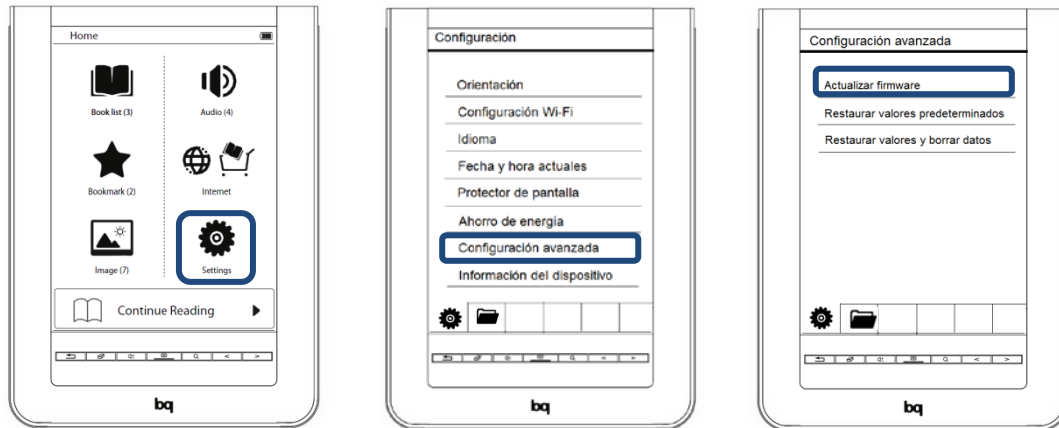 Home
Book list (3)
Audio (4)
Bookmark (2)
Internet
Image (7)
Settings
Continue Reading
bq
Configuración
Orientación
Configuración Wi-Fi
Idioma
Fecha y hora actuales
Protector de pantalla
Ahorro de energía
Configuración avanzada
Información del dispositivo
bq
Configuración avanzada
Actualizar firmware
Restaurar valores predeterminados
Restaurar valores y borrar datos
bq